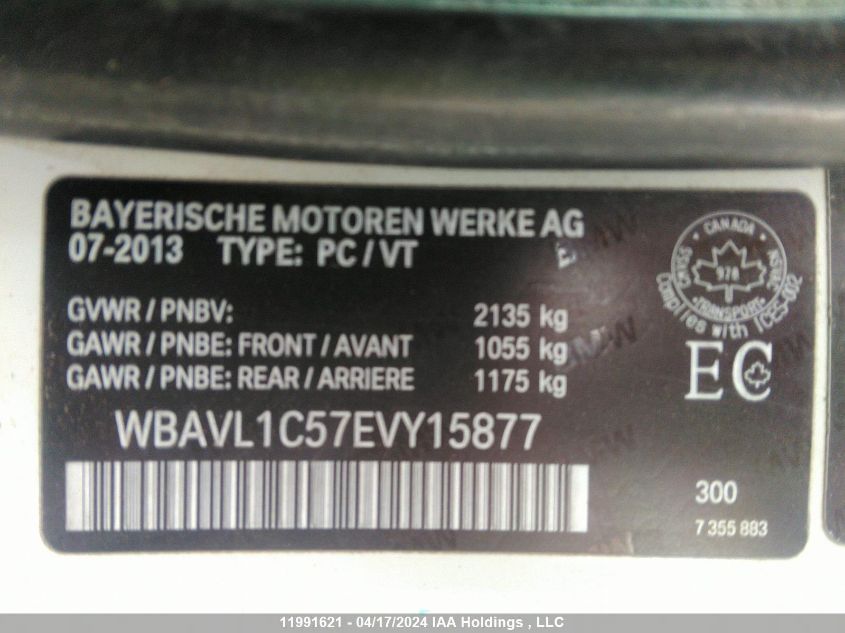 BAYERISCHE MOTOREN WERKE AG
07-2013 TYPE: PC / VT
GVWR / PNBV: 2135 kg
GAWR / PNBE: FRONT / AVANT 1055 kg
GAWR / PNBE: REAR / ARRIERE 1175 kg
WBAVL1C57EVY15877
CANADA
TRANSPORT
Complies with ICES-002
EC
300
7 355 883
11991621 - 04/17/2024 IAA Holdings , LLC